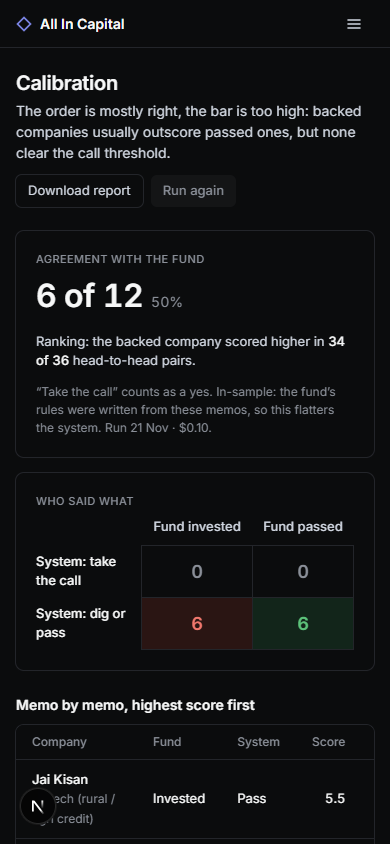 All In Capital
Calibration
The order is mostly right, the bar is too high: backed
companies usually outscore passed ones, but none
clear the call threshold.
Download report
Run again
AGREEMENT WITH THE FUND
6 of 12 50%
Ranking: the backed company scored higher in 34
of 36 head-to-head pairs.
“Take the call” counts as a yes. In-sample: the fund’s
rules were written from these memos, so this flatters
the system. Run 21 Nov · $0.10.
WHO SAID WHAT
Fund invested Fund passed
System: take
the call
0 0
System: dig or
pass
6 6
Memo by memo, highest score first
Company Fund System Score
Jai Kisan
(rural /
credit)
Invested Pass 5.5
N